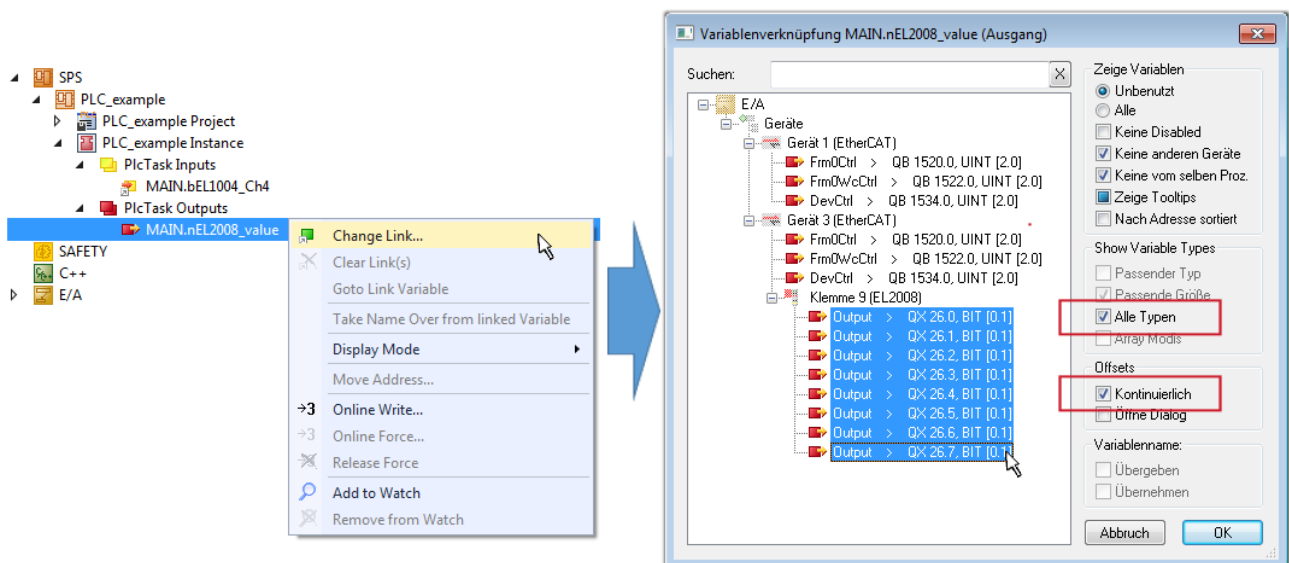 SPS
PLC_example
PLC_example Project
PLC_example Instance
PlcTask Inputs
MAIN.bEL1004_Ch4
PlcTask Outputs
MAIN.nEL2008_value
SAFETY
C++
E/A
Change Link...
Clear Link(s)
Goto Link Variable
Take Name Over from linked Variable
Display Mode
Move Address...
Online Write...
Online Force...
Release Force
Add to Watch
Remove from Watch
Variablenverknüpfung MAIN.nEL2008_value (Ausgang)
Suchen:
X
E/A
Geräte
Gerät 1 (EtherCAT)
Frm0Ctrl > QB 1520.0, UINT [2.0]
Frm0WcCtrl > QB 1522.0, UINT [2.0]
DevCtrl > QB 1534.0, UINT [2.0]
Gerät 3 (EtherCAT)
Frm0Ctrl > QB 1520.0, UINT [2.0]
Frm0WcCtrl > QB 1522.0, UINT [2.0]
DevCtrl > QB 1534.0, UINT [2.0]
Klemme 9 (EL2008)
Output > QX 26.0, BIT [0.1]
Output > QX 26.1, BIT [0.1]
Output > QX 26.2, BIT [0.1]
Output > QX 26.3, BIT [0.1]
Output > QX 26.4, BIT [0.1]
Output > QX 26.5, BIT [0.1]
Output > QX 26.6, BIT [0.1]
Output > QX 26.7, BIT [0.1]
Zeige Variablen
Unbenutzt
Alle
Keine Disabled
Keine anderen Geräte
Keine vom selben Proz.
Zeige Tooltips
Nach Adresse sortiert
Show Variable Types
Passender Typ
Passende Größe
Alle Typen
Array Modis
Offsets
Kontinuierlich
Öffne Dialog
Variablenname:
Übergeben
Übernehmen
Abbruch
OK